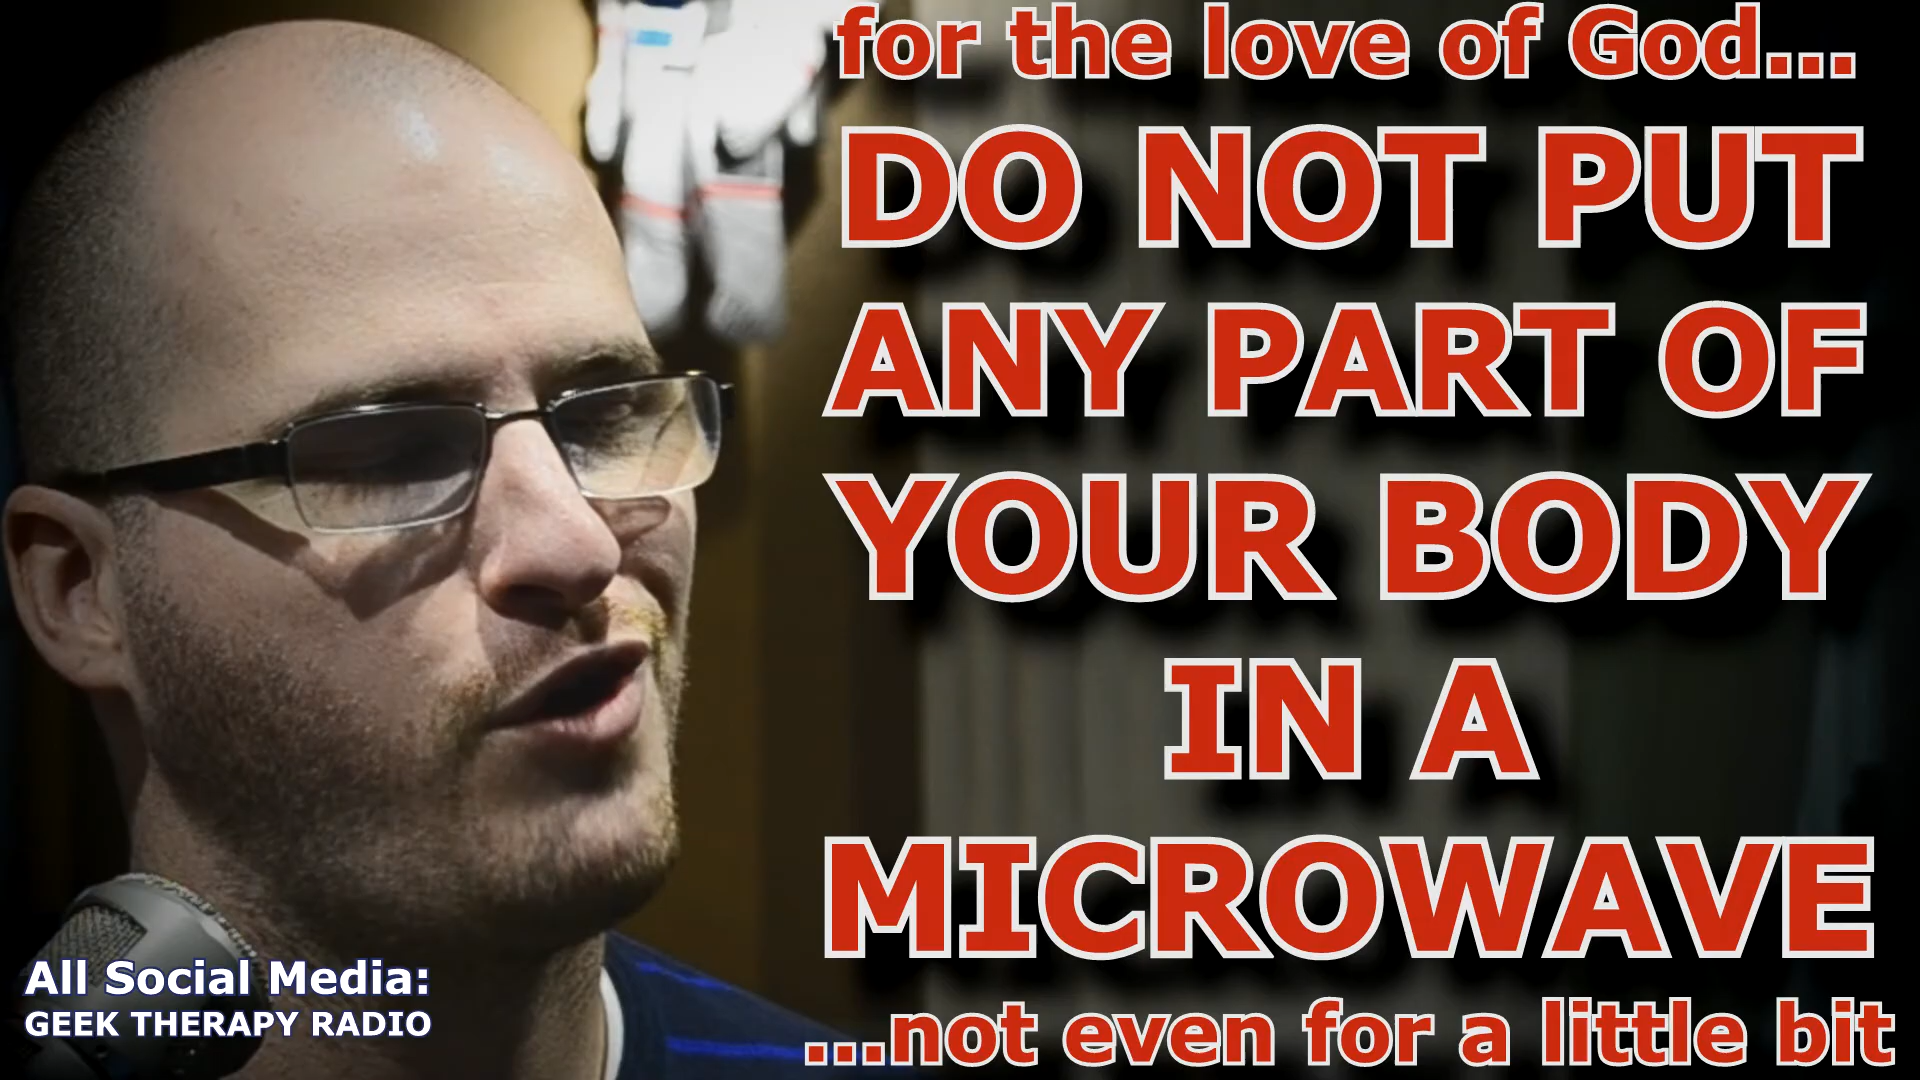 for the love of God...
DO NOT PUT
ANY PART OF
YOUR BODY
IN A
MICROWAVE
...not even for a little bit
All Social Media:
GEEK THERAPY RADIO